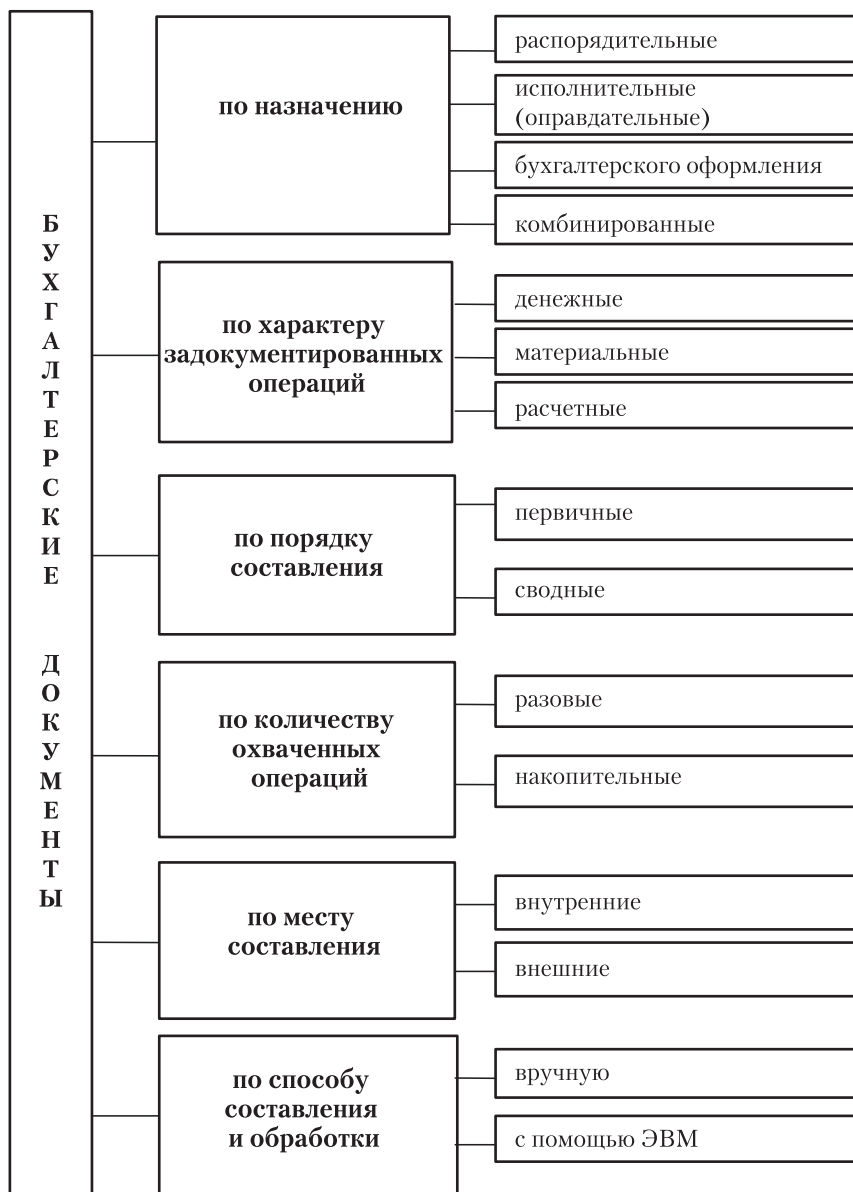 БУХГАЛТЕРСКИЕ ДОКУМЕНТЫ
по назначению
распорядительные
исполнительные
(оправдательные)
бухгалтерского оформления
комбинированные
по характеру
задокументированных
операций
денежные
материальные
расчетные
по порядку
составления
первичные
сводные
по количеству
охваченных
операций
разовые
накопительные
по месту
составления
внутренние
внешние
по способу
составления
и обработки
вручную
с помощью ЭВМ